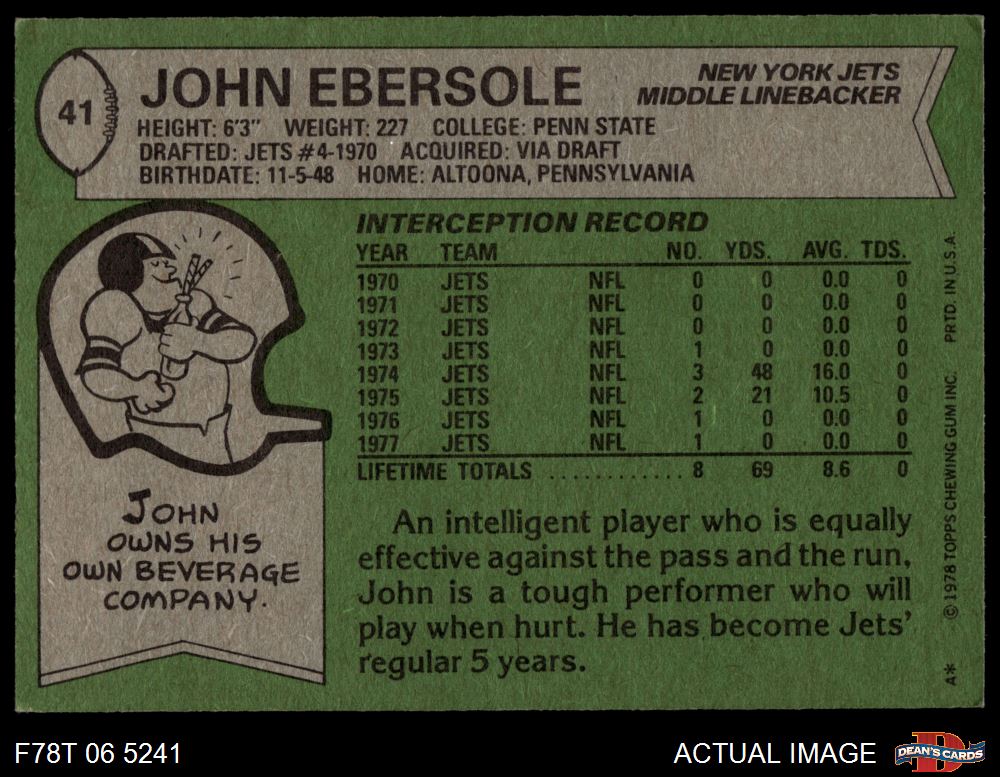 41
JOHN EBERSOLE
NEW YORK JETS
MIDDLE LINEBACKER
HEIGHT: 6'3" WEIGHT: 227 COLLEGE: PENN STATE
DRAFTED: JETS #4-1970 ACQUIRED: VIA DRAFT
BIRTHDATE: 11-5-48 HOME: ALTOONA, PENNSYLVANIA
INTERCEPTION RECORD
YEAR TEAM NO. YDS. AVG. TDS.
1970 JETS NFL 0 0 0.0 0
1971 JETS NFL 0 0 0.0 0
1972 JETS NFL 0 0 0.0 0
1973 JETS NFL 1 0 0.0 0
1974 JETS NFL 3 48 16.0 0
1975 JETS NFL 2 21 10.5 0
1976 JETS NFL 1 0 0.0 0
1977 JETS NFL 1 0 0.0 0
LIFETIME TOTALS ............ 8 69 8.6 0
JOHN
OWNS HIS
OWN BEVERAGE
COMPANY.
An intelligent player who is equally
effective against the pass and the run,
John is a tough performer who will
play when hurt. He has become Jets'
regular 5 years.
A* © 1978 TOPPS CHEWING GUM INC. PRTD. IN U.S.A.
F78T 06 5241
ACTUAL IMAGE
D
DEAN'S CARDS